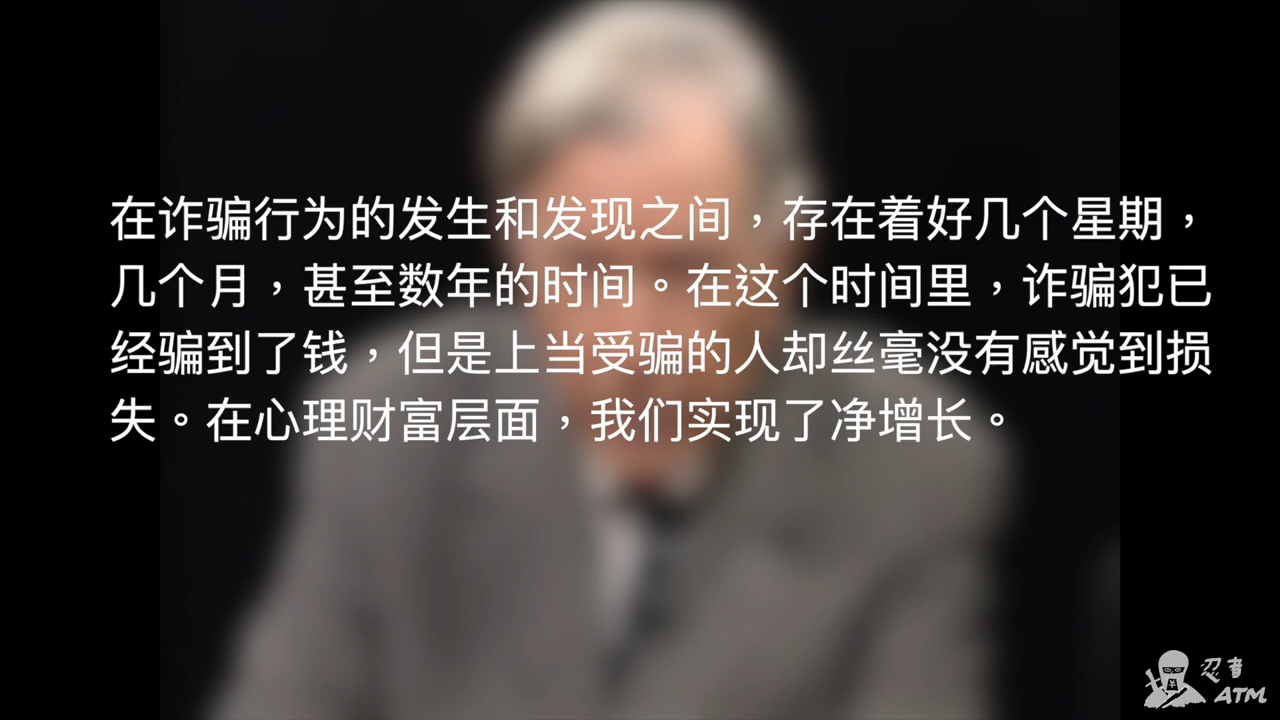 在诈骗行为的发生和发现之间，存在着好几个星期，
几个月，甚至数年的时间。在这个时间里，诈骗犯已
经骗到了钱，但是上当受骗的人却丝毫没有感觉到损
失。在心理财富层面，我们实现了净增长。
忍者
ATM